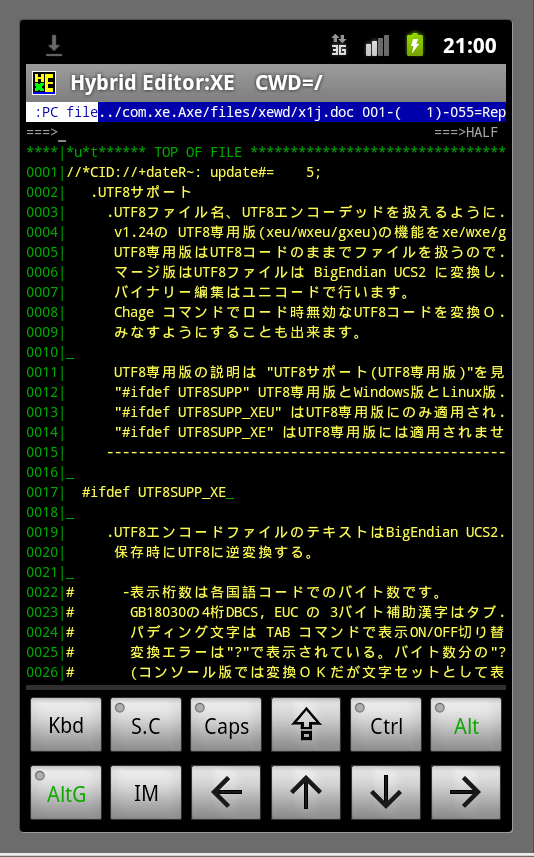 3G 21:00
HE XE Hybrid Editor:XE CWD=/
:PC file../com.xe.Axe/files/xewd/x1j.doc 001-( 1)-055=Rep
===>_ ===>HALF
****|*u*t****** TOP OF FILE ********************************
0001|//*CID://+dateR~: update#= 5;
0002| .UTF8サポート
0003| .UTF8ファイル名、UTF8エンコーデッドを扱えるように.
0004| v1.24の UTF8専用版(xeu/wxeu/gxeu)の機能をxe/wxe/g
0005| UTF8専用版はUTF8コードのままでファイルを扱うので.
0006| マージ版はUTF8ファイルは BigEndian UCS2 に変換し.
0007| バイナリー編集はユニコードで行います。
0008| Chage コマンドでロード時無効なUTF8コードを変換Ｏ.
0009| みなすようにすることも出来ます。
0010|_
0011| UTF8専用版の説明は "UTF8サポート(UTF8専用版)"を見
0012| "#ifdef UTF8SUPP" UTF8専用版とWindows版とLinux版.
0013| "#ifdef UTF8SUPP_XEU" はUTF8専用版にのみ適用され.
0014| "#ifdef UTF8SUPP_XE" はUTF8専用版には適用されませ
0015| --------------------------------------------------
0016|_
0017| #ifdef UTF8SUPP_XE_
0018|_
0019| .UTF8エンコードファイルのテキストはBigEndian UCS2.
0020| 保存時にUTF8に逆変換する。
0021|_
0022|# -表示桁数は各国語コードでのバイト数です。
0023|# GB18030の4桁DBCS, EUC の 3バイト補助漢字はタブ.
0024|# パディング文字は TAB コマンドで表示ON/OFF切り替
0025|# 変換エラーは"?"で表示されている。バイト数分の"?
0026|# (コンソール版では変換ＯＫだが文字セットとして表
Kbd S.C Caps Ctrl Alt
AltG IM